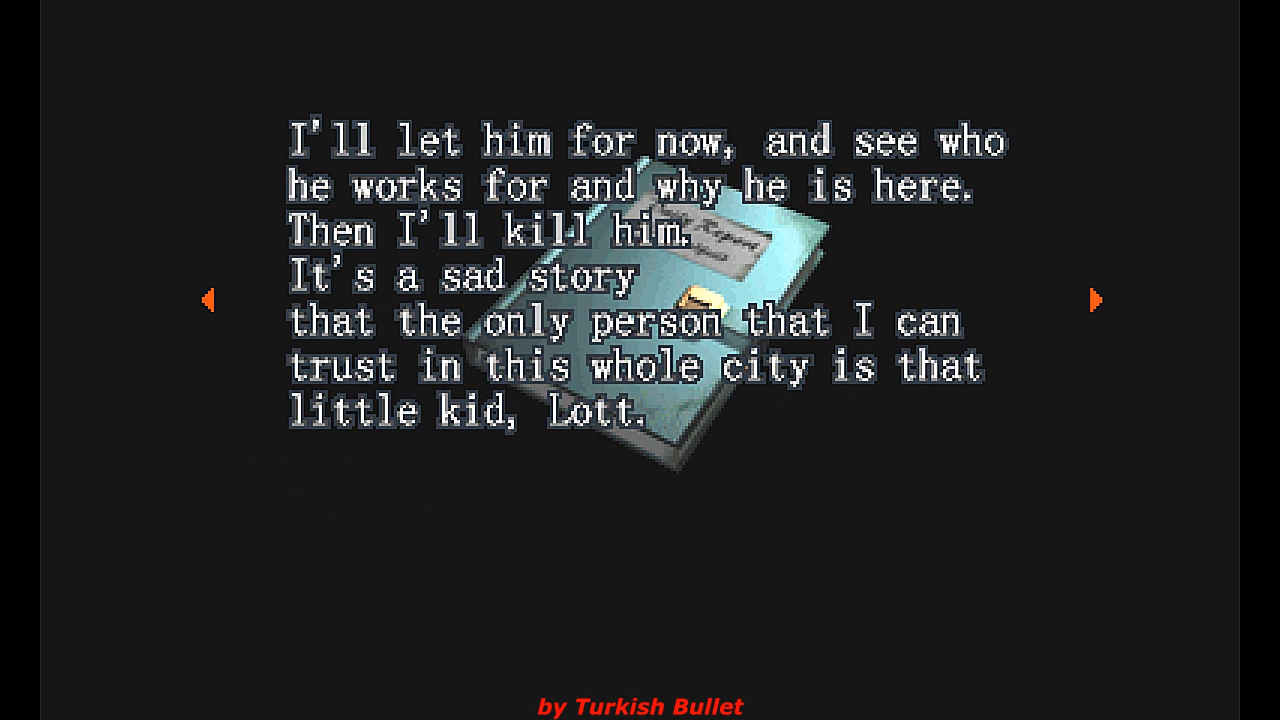 I'll let him for now, and see who
he works for and why he is here.
Then I'll kill him.
It's a sad story
that the only person that I can
trust in this whole city is that
little kid, Lott.
by Turkish Bullet